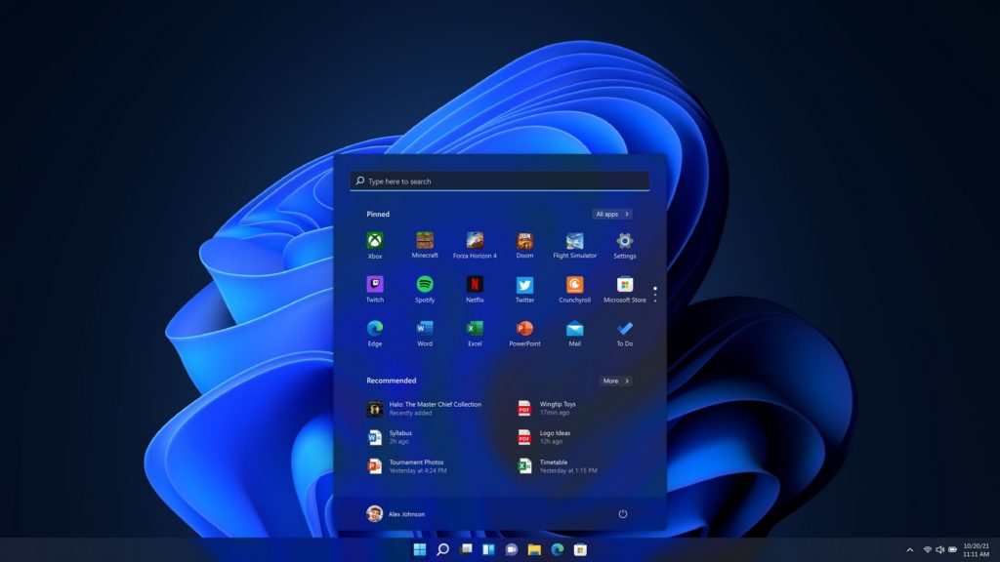 Type here to search
Pinned
All apps
Xbox
Minecraft
Forza Horizon 4
Doom
Flight Simulator
Settings
Twitch
Spotify
Netflix
Twitter
Crunchyroll
Microsoft Store
Edge
Word
Excel
PowerPoint
Mail
To Do
Recommended
More
Halo: The Master Chief Collection
Recently added
Wingtip Toys
17min ago
Syllabus
2h ago
Logo Ideas
12h ago
Tournament Photos
Yesterday at 4:24 PM
Timetable
Yesterday at 1:15 PM
PDF
PDF
Alex Johnson
10/20/21
11:11 AM